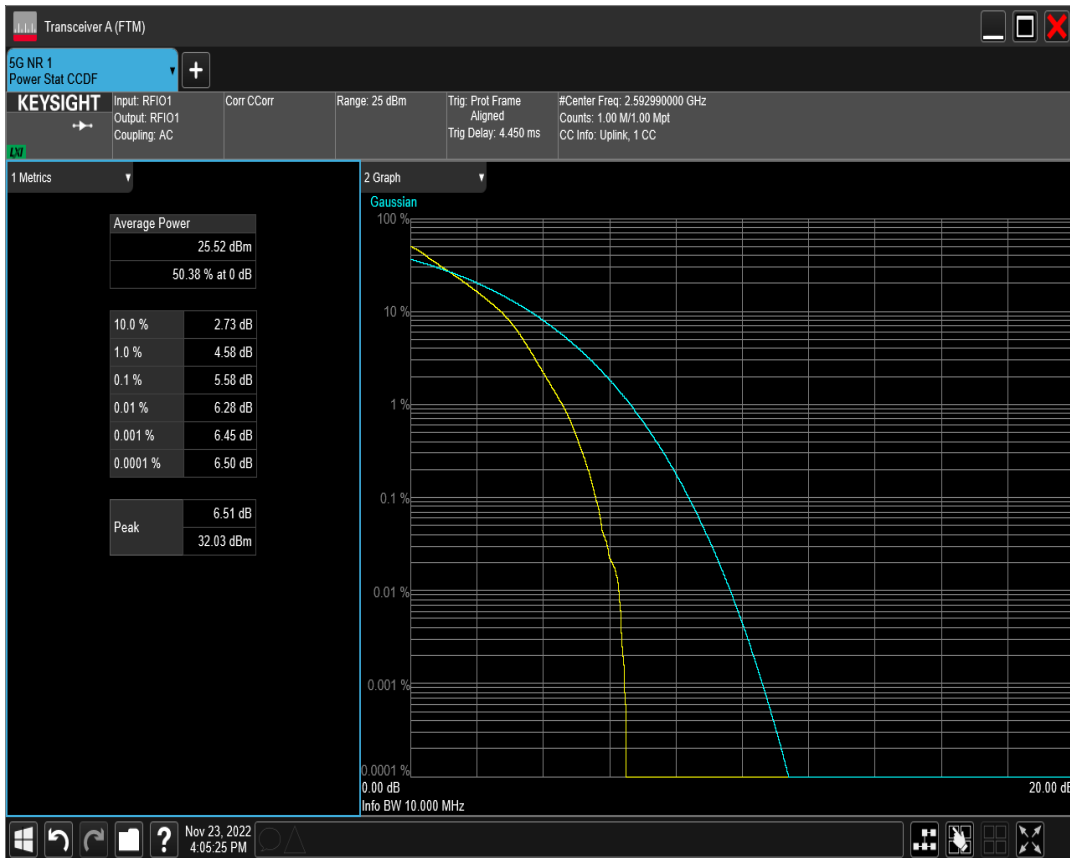 Transceiver A (FTM)
5G NR 1
Power Stat CCDF
+
KEYSIGHT
LXI
Input: RFIO1
Output: RFIO1
Coupling: AC
Corr CCorr
Range: 25 dBm
Trig: Prot Frame
Aligned
Trig Delay: 4.450 ms
#Center Freq: 2.592990000 GHz
Counts: 1.00 M/1.00 Mpt
CC Info: Uplink, 1 CC
1 Metrics
Average Power
25.52 dBm
50.38 % at 0 dB
10.0 % 2.73 dB
1.0 % 4.58 dB
0.1 % 5.58 dB
0.01 % 6.28 dB
0.001 % 6.45 dB
0.0001 % 6.50 dB
Peak
6.51 dB
32.03 dBm
2 Graph
Gaussian
100 %
10 %
1 %
0.1 %
0.01 %
0.001 %
0.0001 %
0.00 dB
20.00 dB
Info BW 10.000 MHz
?
Nov 23, 2022
4:05:25 PM